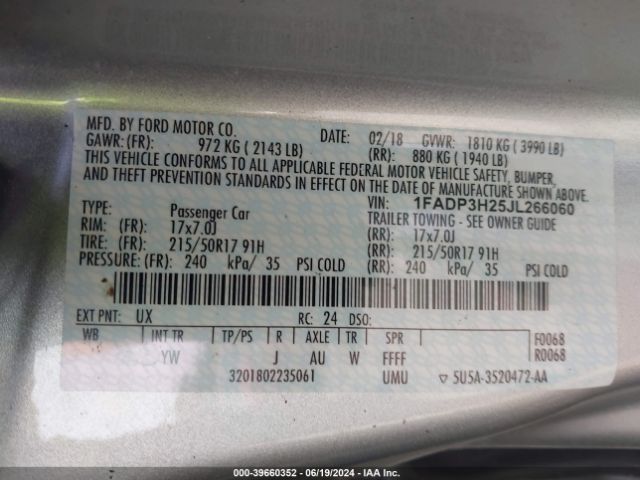 MFD. BY FORD MOTOR CO.
DATE: 02/18 GVWR: 1810 KG ( 3990 LB)
GAWR: (FR): 972 KG ( 2143 LB) (RR): 880 KG ( 1940 LB)
THIS VEHICLE CONFORMS TO ALL APPLICABLE FEDERAL MOTOR VEHICLE SAFETY, BUMPER,
AND THEFT PREVENTION STANDARDS IN EFFECT ON THE DATE OF MANUFACTURE SHOWN ABOVE.
VIN: 1FADP3H25JL266060
TYPE: Passenger Car TRAILER TOWING - SEE OWNER GUIDE
RIM: (FR): 17x7.0J (RR): 17x7.0J
TIRE: (FR): 215/50R17 91H (RR): 215/50R17 91H
PRESSURE: (FR): 240 kPa/ 35 PSI COLD (RR): 240 kPa/ 35 PSI COLD
EXT PNT: UX RC: 24 DSO:
WB INT TR TP/PS R AXLE TR SPR F0068
YW J AU W FFFF R0068
3201802235061 UMU ▽ 5U5A-3520472-AA
000-39660352 - 06/19/2024 - IAA Inc.